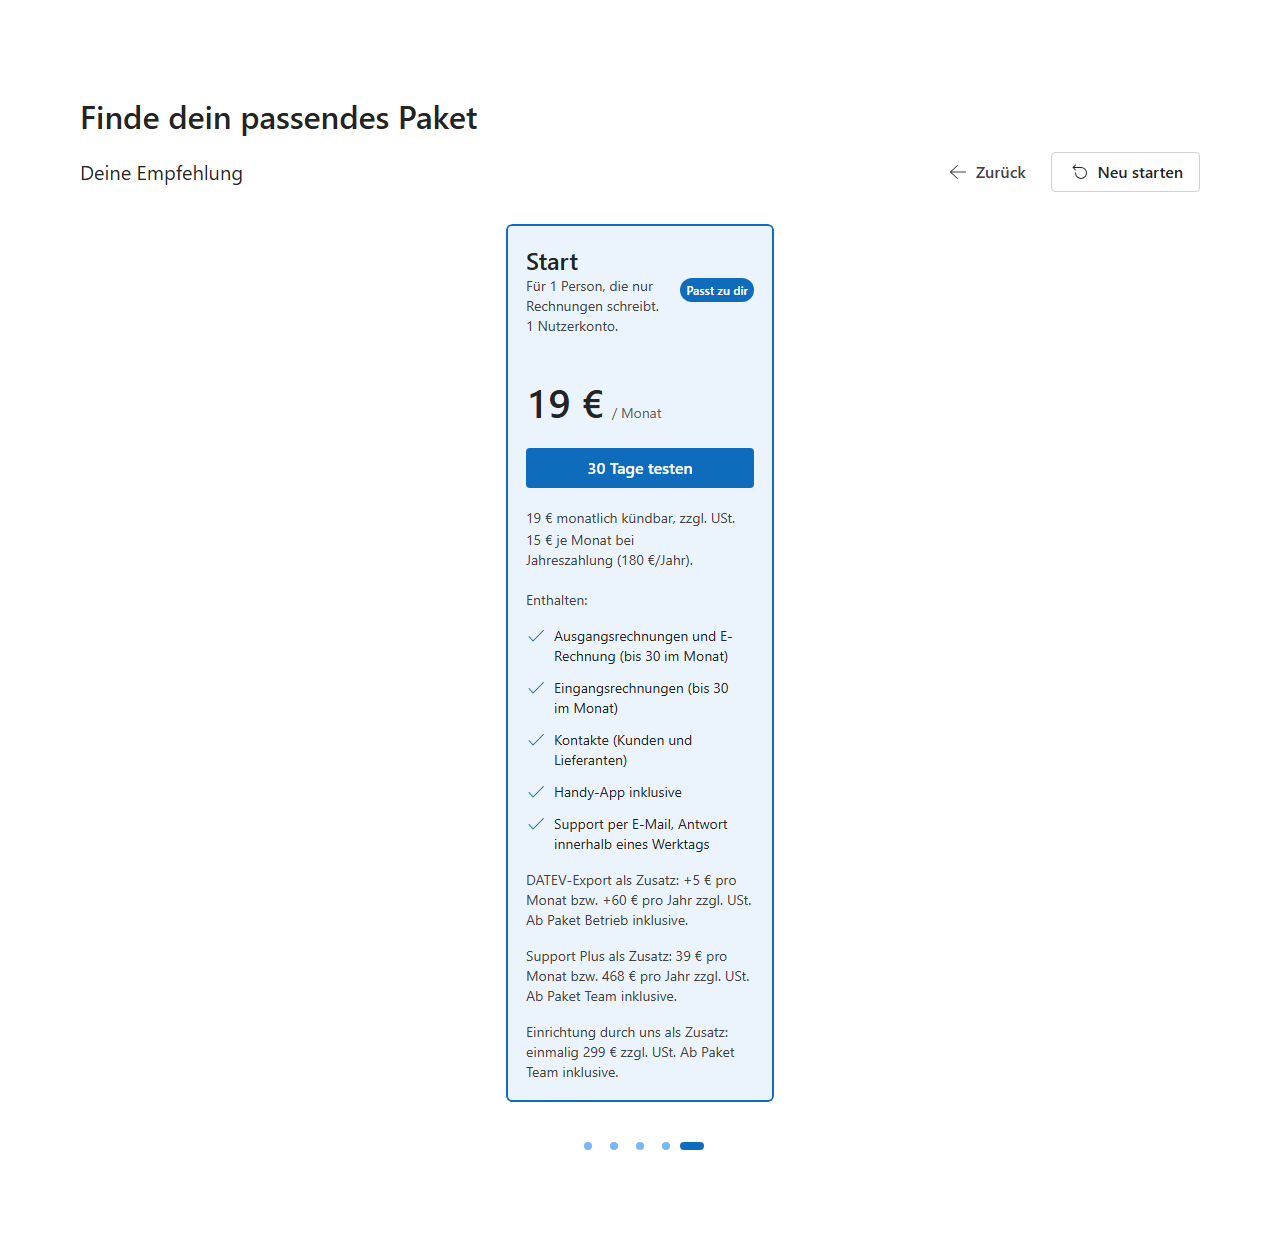 Finde dein passendes Paket
Deine Empfehlung
Zurück
Neu starten
Start
Für 1 Person, die nur
Rechnungen schreibt.
1 Nutzerkonto.
Passt zu dir
19 € / Monat
30 Tage testen
19 € monatlich kündbar, zzgl. USt.
15 € je Monat bei
Jahreszahlung (180 €/Jahr).
Enthalten:
Ausgangsrechnungen und E-
Rechnung (bis 30 im Monat)
Eingangsrechnungen (bis 30
im Monat)
Kontakte (Kunden und
Lieferanten)
Handy-App inklusive
Support per E-Mail, Antwort
innerhalb eines Werktags
DATEV-Export als Zusatz: +5 € pro
Monat bzw. +60 € pro Jahr zzgl. USt.
Ab Paket Betrieb inklusive.
Support Plus als Zusatz: 39 € pro
Monat bzw. 468 € pro Jahr zzgl. USt.
Ab Paket Team inklusive.
Einrichtung durch uns als Zusatz:
einmalig 299 € zzgl. USt. Ab Paket
Team inklusive.